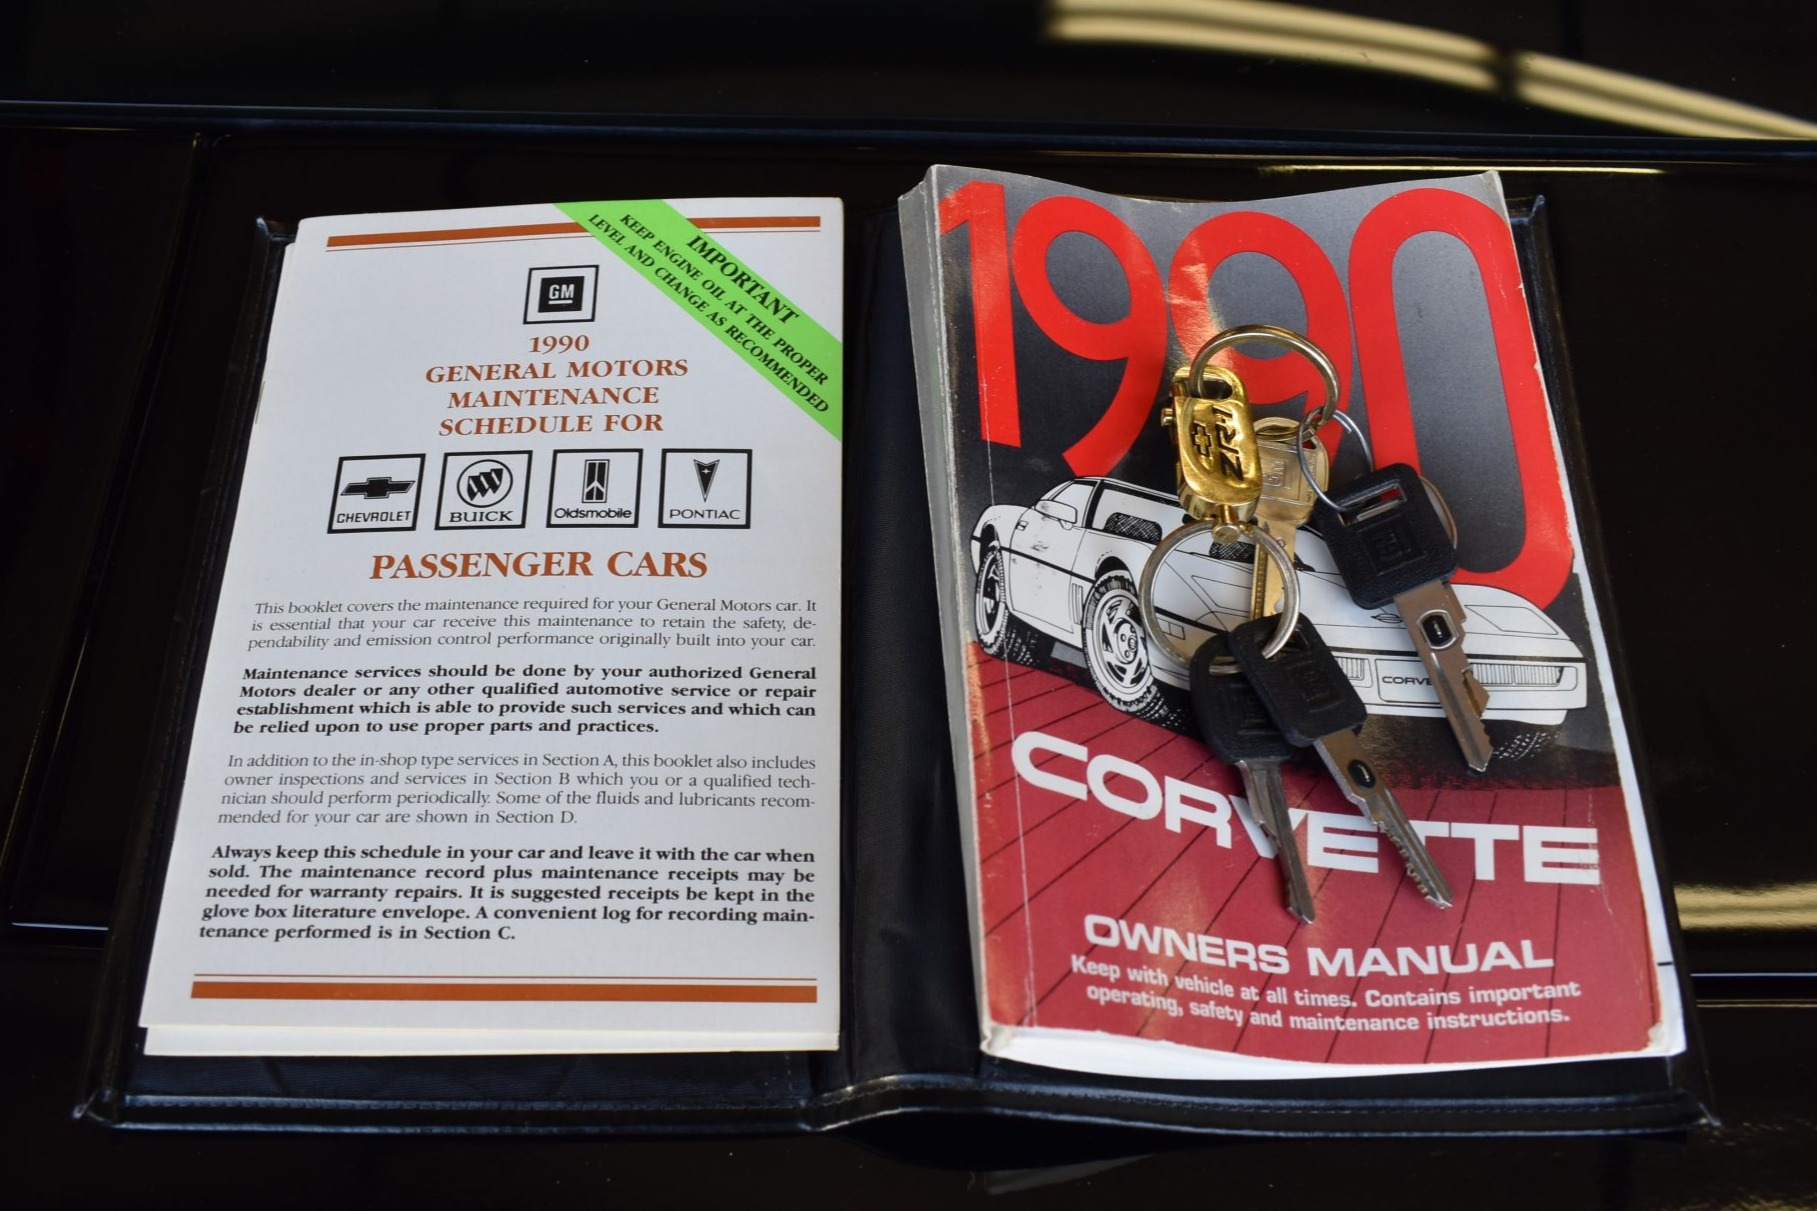 IMPORTANT
KEEP ENGINE OIL AT THE PROPER
LEVEL AND CHANGE AS RECOMMENDED
GM
1990
GENERAL MOTORS
MAINTENANCE
SCHEDULE FOR
CHEVROLET
BUICK
Oldsmobile
PONTIAC
PASSENGER CARS
This booklet covers the maintenance required for your General Motors car. It
is essential that your car receive this maintenance to retain the safety, de-
pendability and emission control performance originally built into your car.
Maintenance services should be done by your authorized General
Motors dealer or any other qualified automotive service or repair
establishment which is able to provide such services and which can
be relied upon to use proper parts and practices.
In addition to the in-shop type services in Section A, this booklet also includes
owner inspections and services in Section B which you or a qualified tech-
nician should perform periodically. Some of the fluids and lubricants recom-
mended for your car are shown in Section D.
Always keep this schedule in your car and leave it with the car when
sold. The maintenance record plus maintenance receipts may be
needed for warranty repairs. It is suggested receipts be kept in the
glove box literature envelope. A convenient log for recording main-
tenance performed is in Section C.
1990
ZR-1
GM
CORVE
CORVETTE
OWNERS MANUAL
Keep with vehicle at all times. Contains important
operating, safety and maintenance instructions.